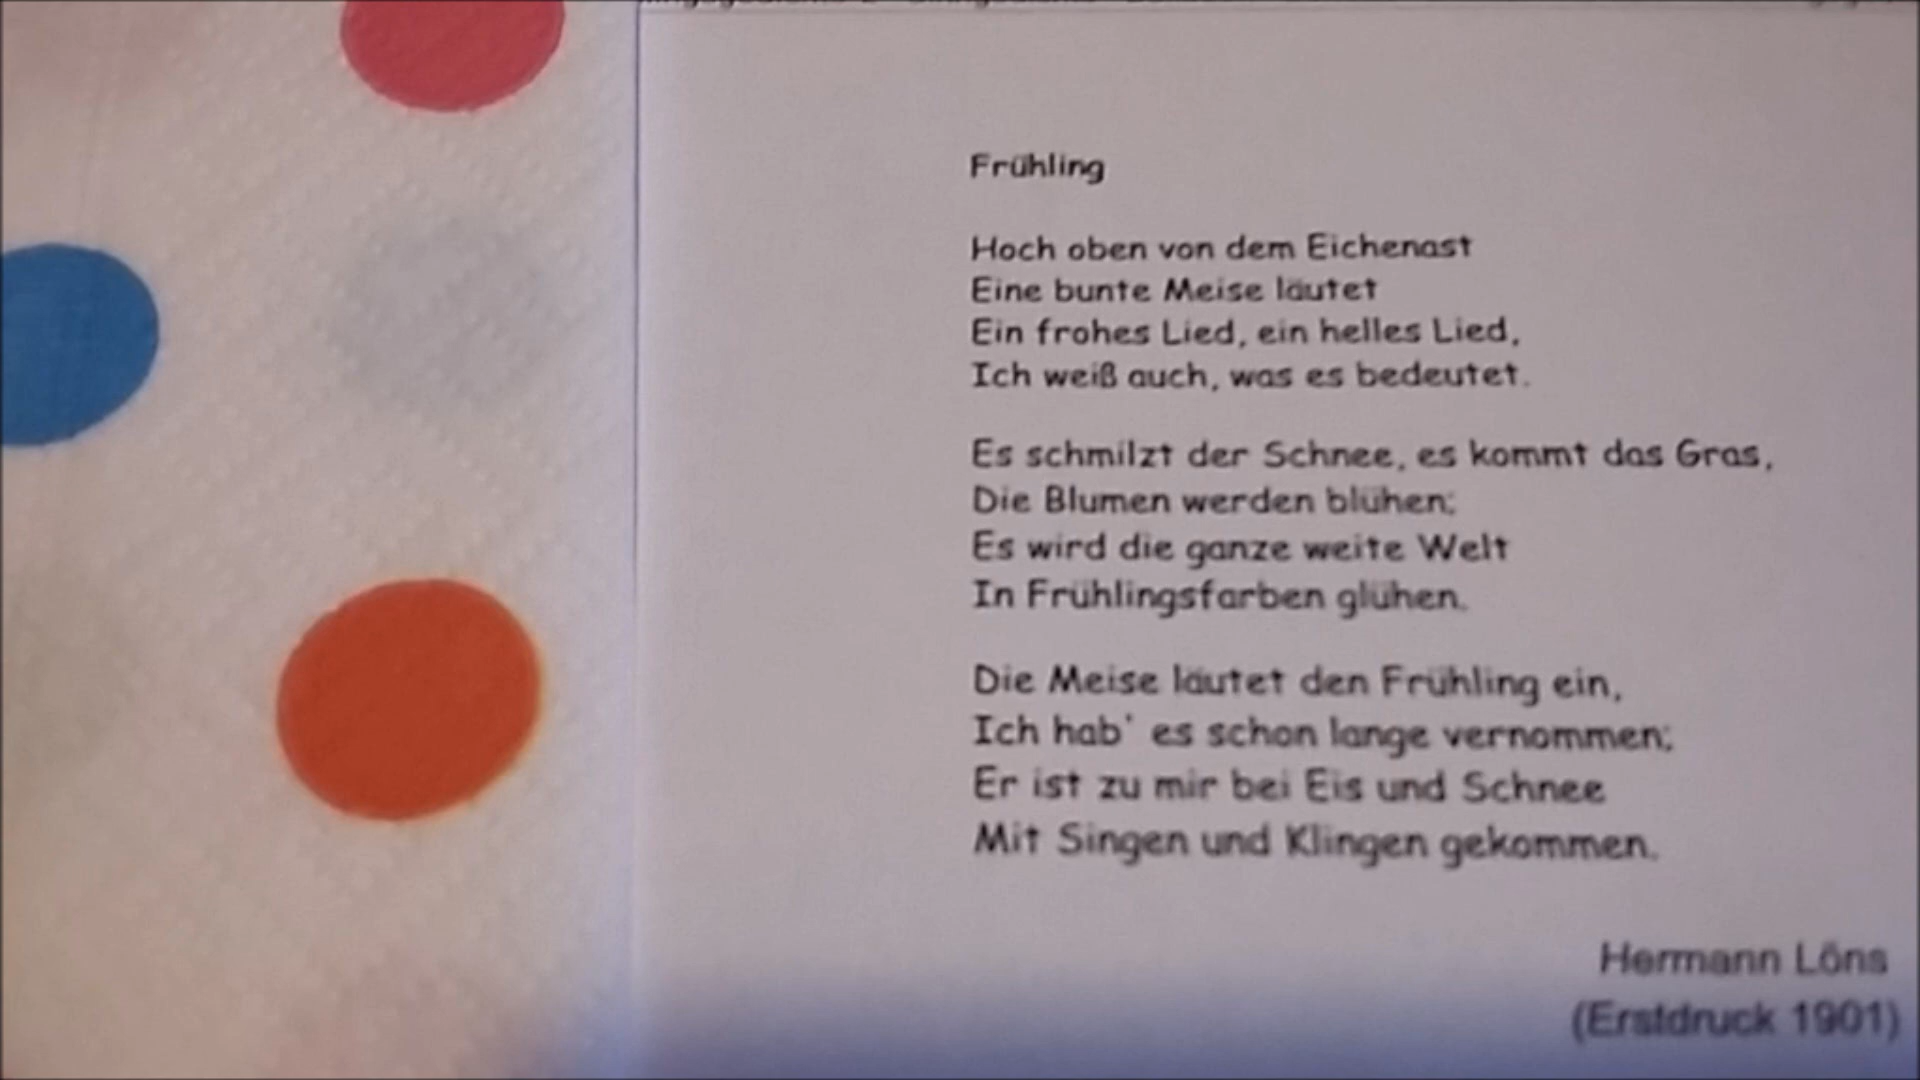 Frühling
Hoch oben von dem Eichenast
Eine bunte Meise läutet
Ein frohes Lied, ein helles Lied,
Ich weiß auch, was es bedeutet.
Es schmilzt der Schnee, es kommt das Gras,
Die Blumen werden blühen;
Es wird die ganze weite Welt
In Frühlingsfarben glühen.
Die Meise läutet den Frühling ein,
Ich hab' es schon lange vernommen;
Er ist zu mir bei Eis und Schnee
Mit Singen und Klingen gekommen.
Hermann Löns
(Erstdruck 1901)